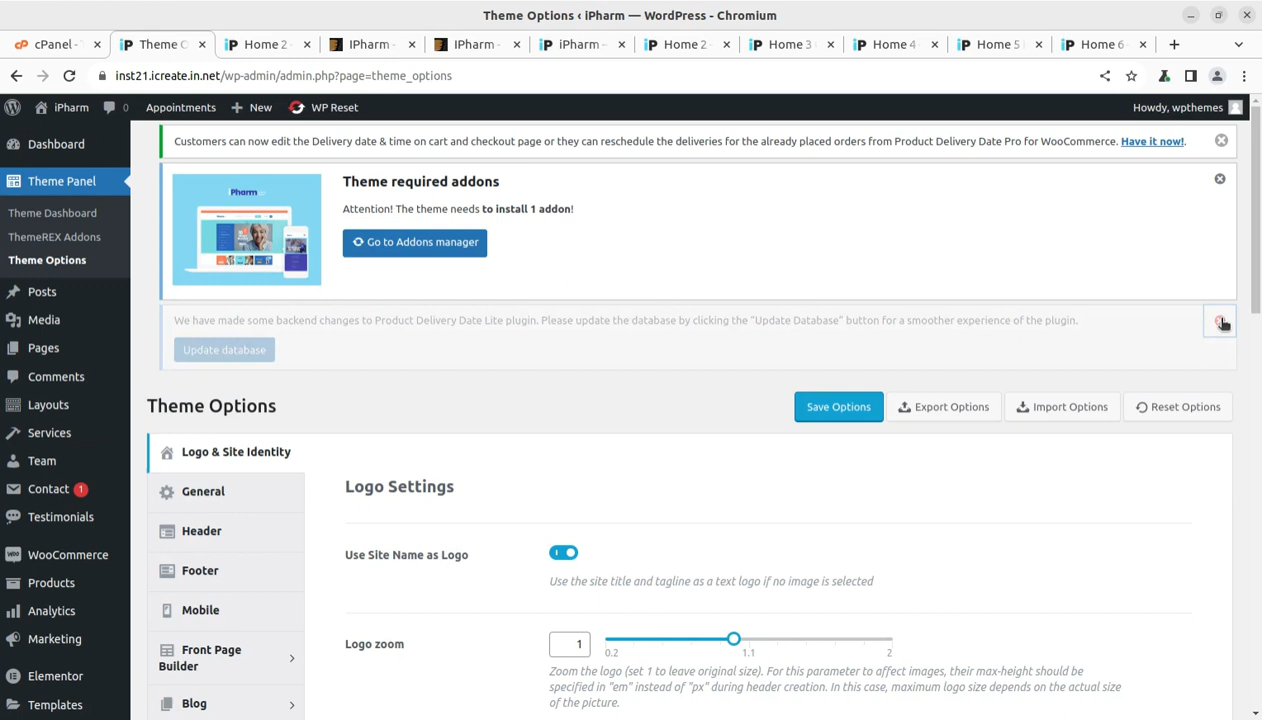 Theme Options ‹ iPharm — WordPress - Chromium
cPanel -
Theme O
Home 2 -
IPharm -
IPharm -
iPharm –
Home 2
Home 3
Home 4
Home 5
Home 6
inst21.icreate.in.net/wp-admin/admin.php?page=theme_options
iPharm
0
Appointments
New
WP Reset
Howdy, wpthemes
Dashboard
Theme Panel
Theme Dashboard
ThemeREX Addons
Theme Options
Posts
Media
Pages
Comments
Layouts
Services
Team
Contact 1
Testimonials
WooCommerce
Products
Analytics
Marketing
Elementor
Templates
Customers can now edit the Delivery date & time on cart and checkout page or they can reschedule the deliveries for the already placed orders from Product Delivery Date Pro for WooCommerce. Have it now!.
iPharm
Theme required addons
Attention! The theme needs to install 1 addon!
Go to Addons manager
We have made some backend changes to Product Delivery Date Lite plugin. Please update the database by clicking the “Update Database” button for a smoother experience of the plugin.
Update database
Theme Options
Save Options
Export Options
Import Options
Reset Options
Logo & Site Identity
General
Header
Footer
Mobile
Front Page
Builder
Blog
Logo Settings
Use Site Name as Logo
Use the site title and tagline as a text logo if no image is selected
Logo zoom
1
0.2
1.1
2
Zoom the logo (set 1 to leave original size). For this parameter to affect images, their max-height should be
specified in "em" instead of "px" during header creation. In this case, maximum logo size depends on the actual size
of the picture.